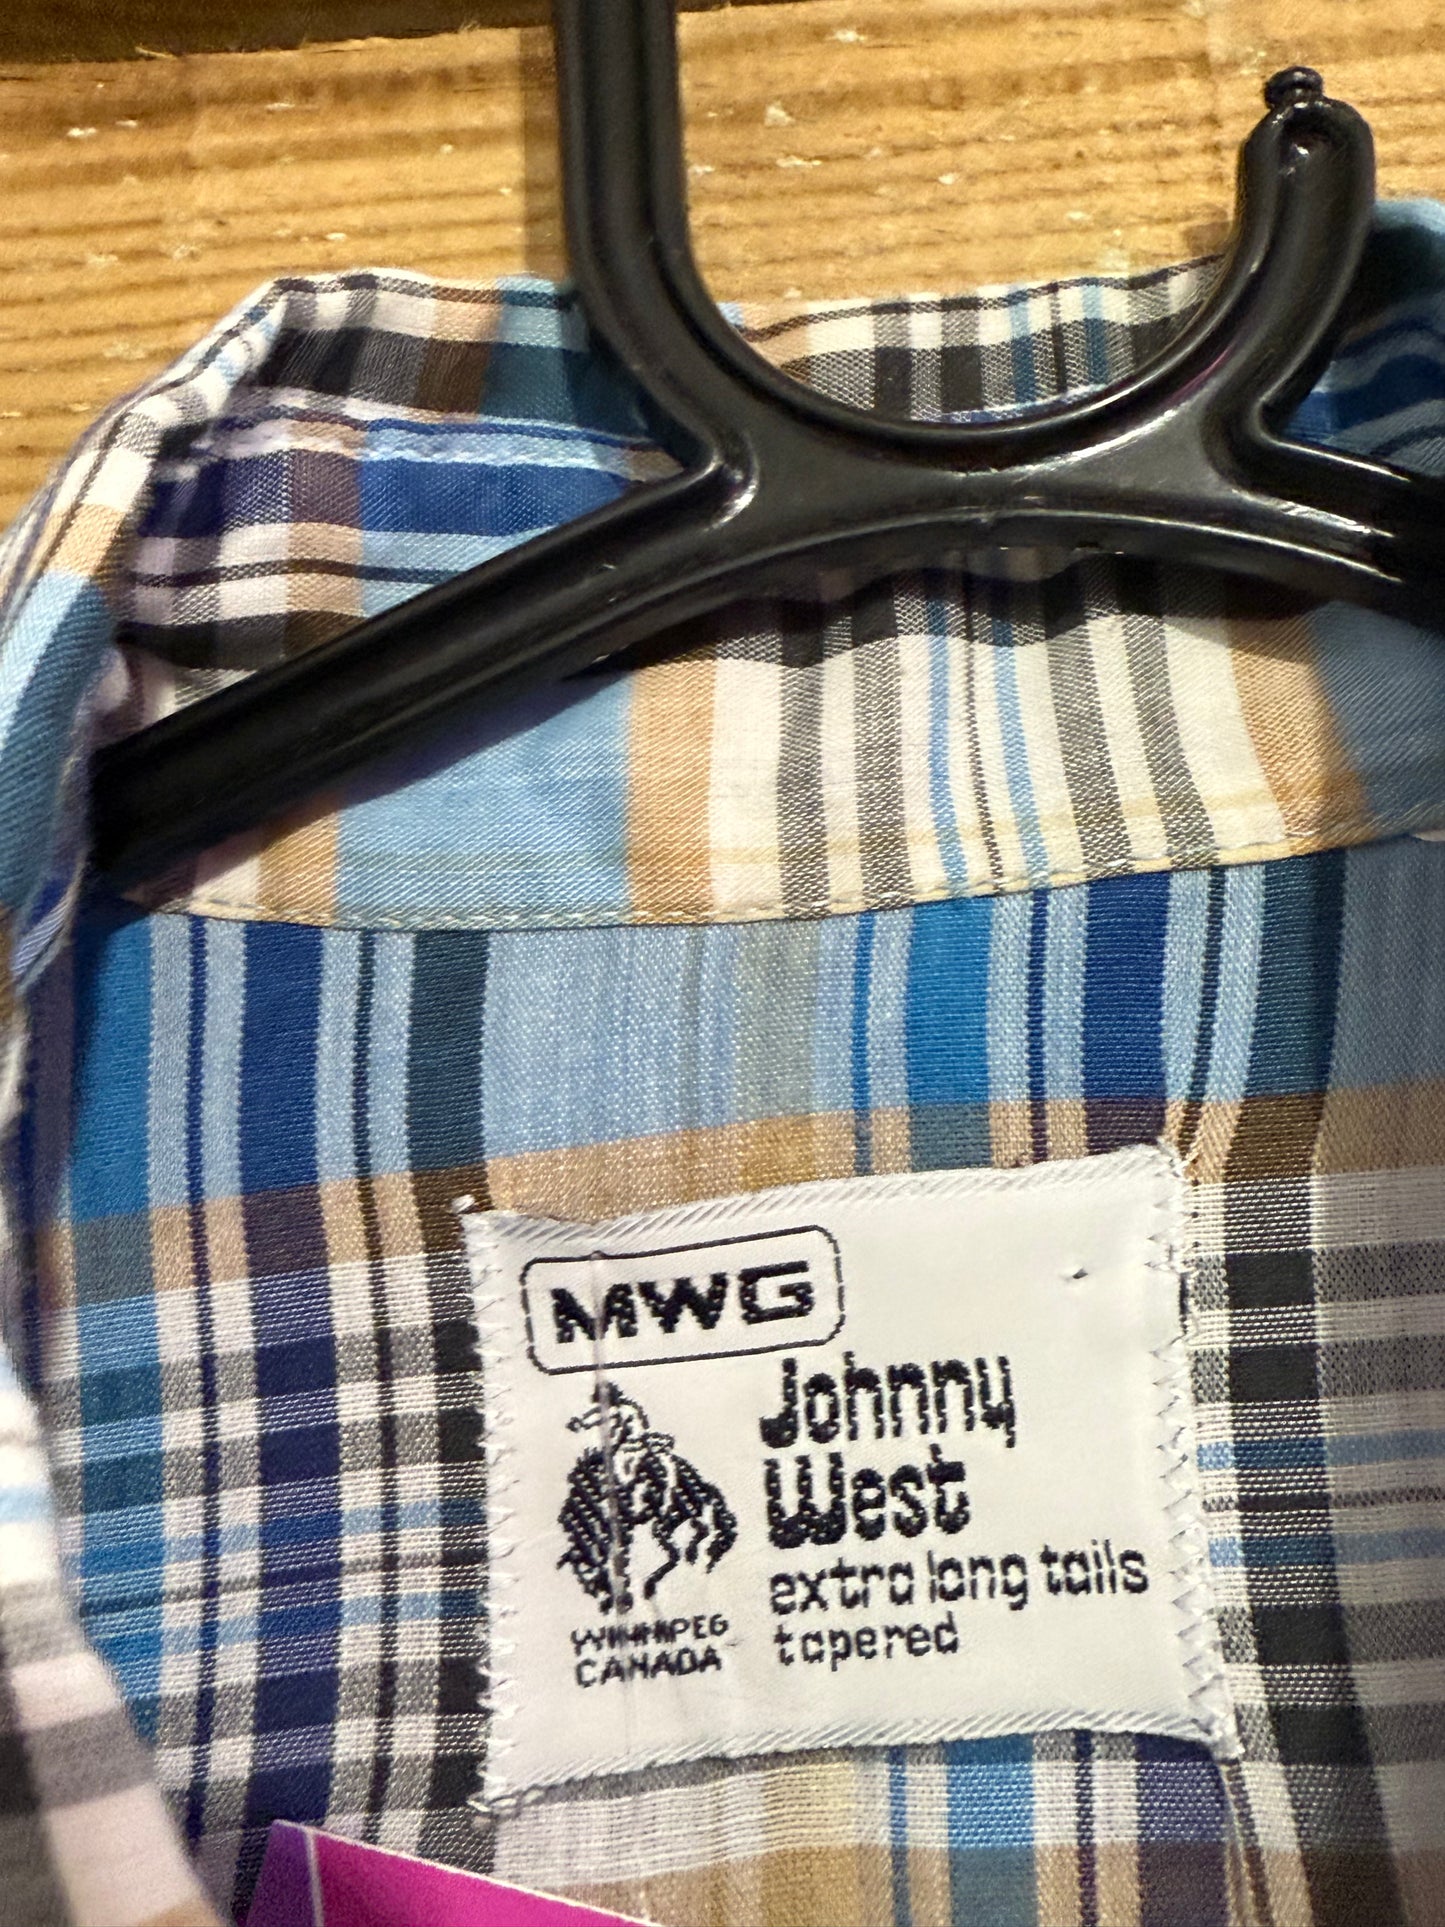 MWG
Johnny
West
extra long tails
tapered
WINNIPEG
CANADA